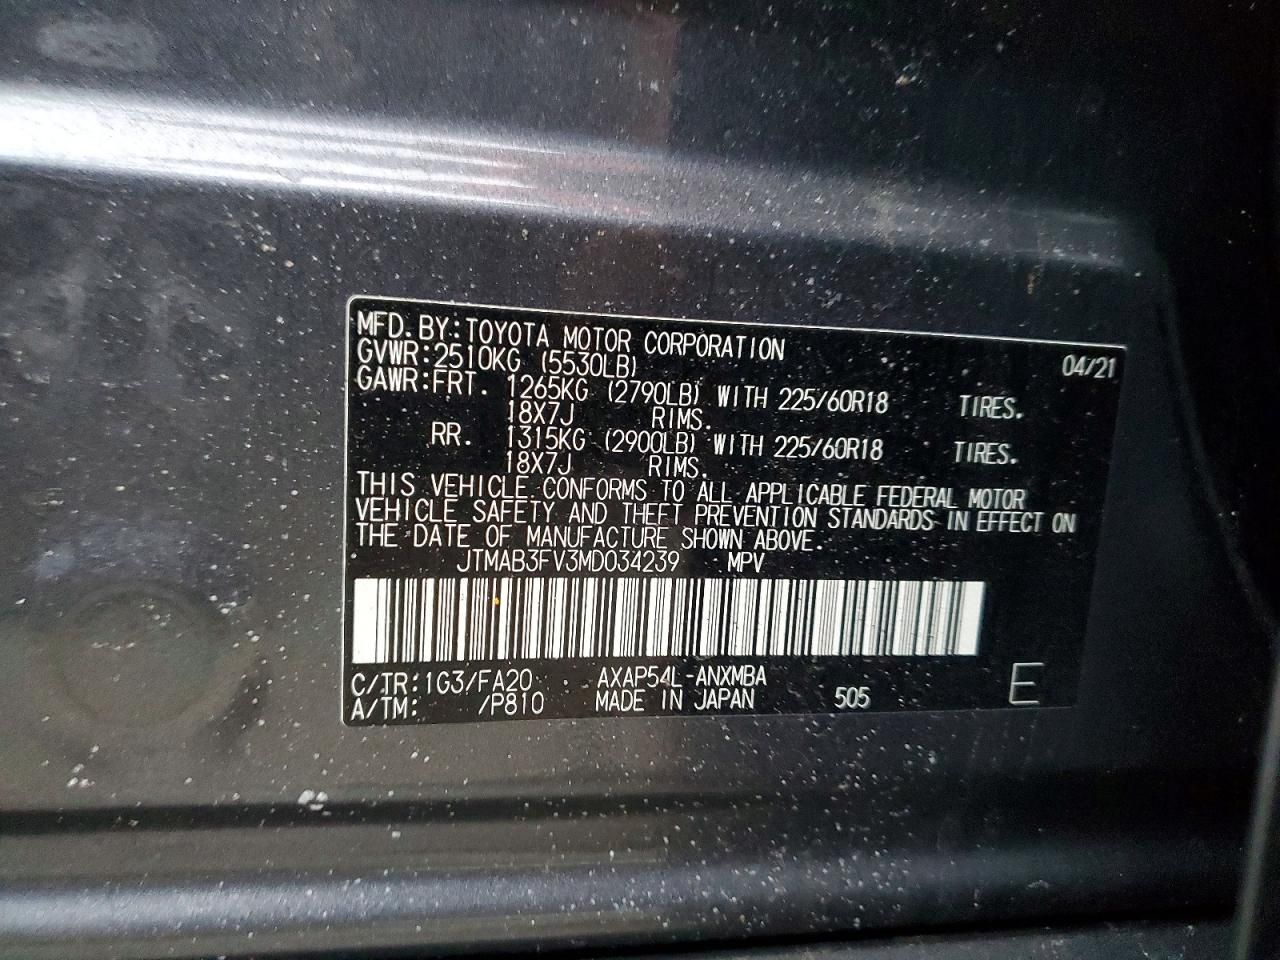 MFD. BY: TOYOTA MOTOR CORPORATION 04/21
GVWR: 2510KG (5530LB)
GAWR: FRT. 1265KG (2790LB) WITH 225/60R18 TIRES.
18X7J RIMS.
RR. 1315KG (2900LB) WITH 225/60R18 TIRES.
18X7J RIMS.
THIS VEHICLE CONFORMS TO ALL APPLICABLE FEDERAL MOTOR
VEHICLE SAFETY AND THEFT PREVENTION STANDARDS IN EFFECT ON
THE DATE OF MANUFACTURE SHOWN ABOVE.
JTMAB3FV3MD034239 MPV
C/TR: 1G3/FA20 AXAP54L-ANXMBA
A/TM: /P810 MADE IN JAPAN 505 E